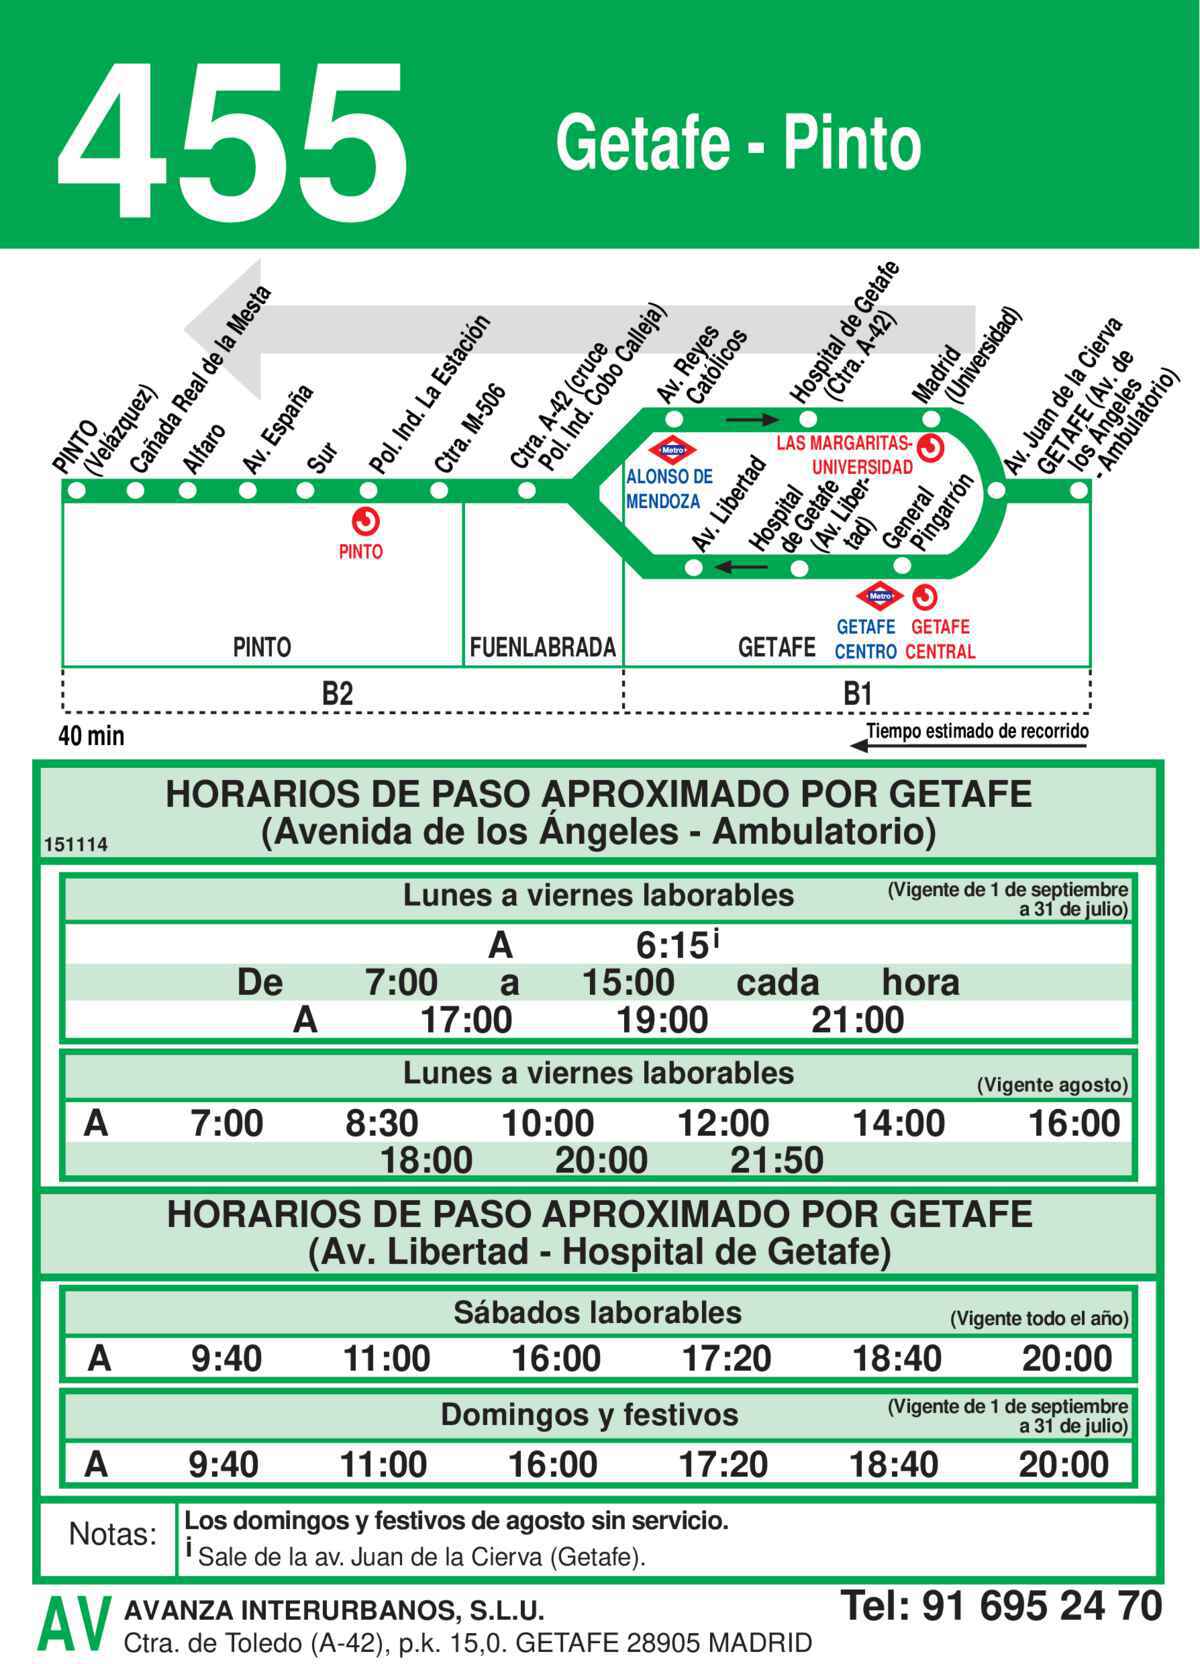 455
Getafe - Pinto
PINTO
(Velázquez)
Cañada Real de la Mesta
Alfaro
Av. España
Sur
Pol. Ind. La Estación
Ctra. M-506
Ctra. A-42 (cruce
Pol. Ind. Cobo Calleja)
Av. Reyes
Católicos
Hospital de Getafe
(Ctra. A-42)
Madrid
(Universidad)
Av. Juan de la Cierva
GETAFE (Av. de
los Ángeles
- Ambulatorio)
Metro
ALONSO DE
MENDOZA
LAS MARGARITAS-
UNIVERSIDAD
Av. Libertad
Hospital
de Getafe
(Av. Liber-
tad)
General
Pingarrón
PINTO
Metro
GETAFE
CENTRO
GETAFE
CENTRAL
PINTO
FUENLABRADA
GETAFE
B2
B1
40 min
Tiempo estimado de recorrido
HORARIOS DE PASO APROXIMADO POR GETAFE
(Avenida de los Ángeles - Ambulatorio)
151114
Lunes a viernes laborables
(Vigente de 1 de septiembre
a 31 de julio)
A 6:15 i
De 7:00 a 15:00 cada hora
A 17:00 19:00 21:00
Lunes a viernes laborables
(Vigente agosto)
A 7:00 8:30 10:00 12:00 14:00 16:00
18:00 20:00 21:50
HORARIOS DE PASO APROXIMADO POR GETAFE
(Av. Libertad - Hospital de Getafe)
Sábados laborables
(Vigente todo el año)
A 9:40 11:00 16:00 17:20 18:40 20:00
Domingos y festivos
(Vigente de 1 de septiembre
a 31 de julio)
A 9:40 11:00 16:00 17:20 18:40 20:00
Notas:
Los domingos y festivos de agosto sin servicio.
i Sale de la av. Juan de la Cierva (Getafe).
AV
AVANZA INTERURBANOS, S.L.U.
Ctra. de Toledo (A-42), p.k. 15,0. GETAFE 28905 MADRID
Tel: 91 695 24 70